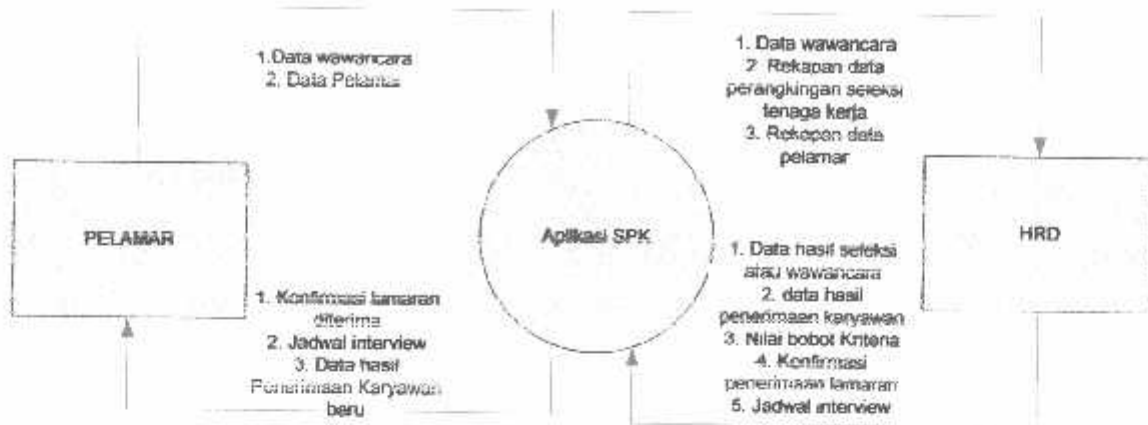 1.Data wawancara
2. Data Pelamar
1. Data wawancara
2. Rekapan data
perangkingan seleksi
tenaga kerja
3. Rekapan data
pelamar
PELAMAR
Aplikasi SPK
HRD
1. Konfirmasi lamaran
diterima
2. Jadwal interview
3. Data hasil
Penerimaan Karyawan
baru
1. Data hasil seleksi
atau wawancara
2. data hasil
penerimaan karyawan
3. Nilai bobot Kriteria
4. Konfirmasi
penerimaan lamaran
5. Jadwal interview